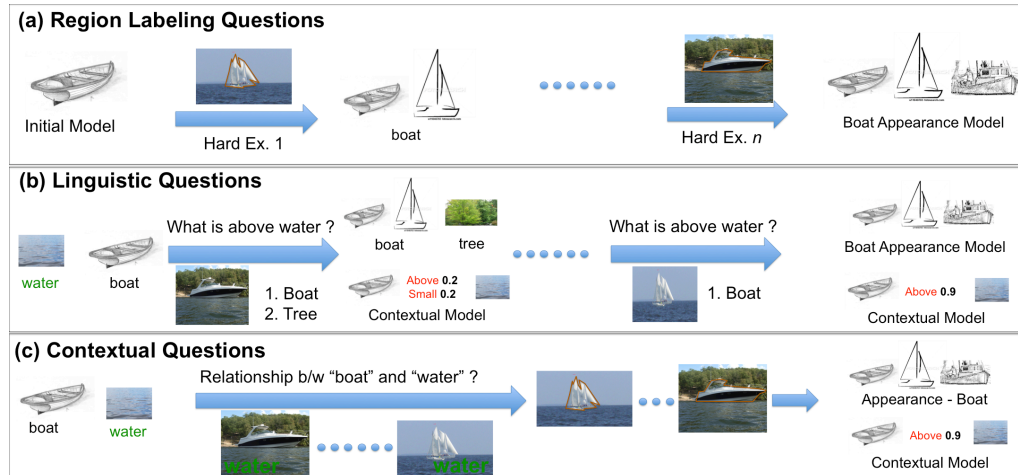 (a) Region Labeling Questions
Initial Model
Hard Ex. 1
boat
Hard Ex. n
Boat Appearance Model
(b) Linguistic Questions
What is above water ?
water
boat
1. Boat
2. Tree
boat
tree
Above 0.2
Small 0.2
Contextual Model
What is above water ?
1. Boat
Boat Appearance Model
Above 0.9
Contextual Model
(c) Contextual Questions
Relationship b/w “boat” and “water” ?
boat
water
water
water
Appearance - Boat
Above 0.9
Contextual Model